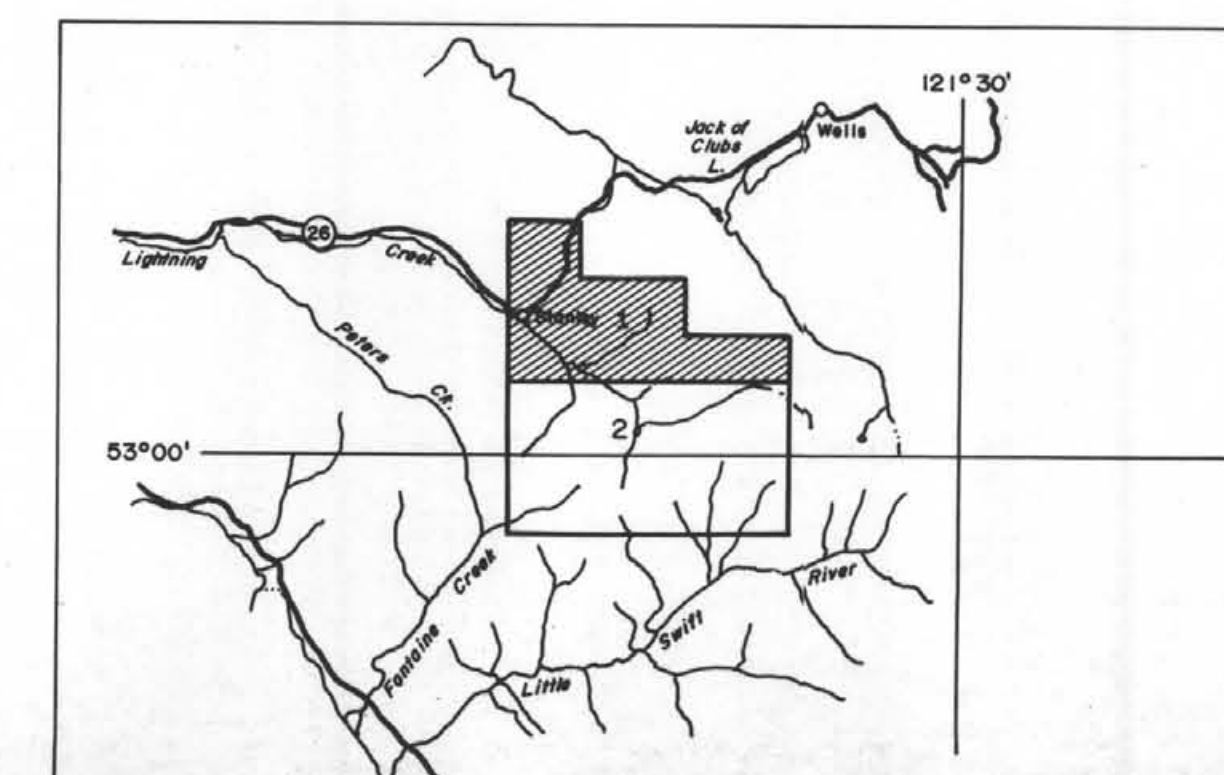 121° 30'
Jack of
Clubs
L.
Wells
26
Lightning
Creek
Stanley
1
Peters
Ck.
2
53°00'
Creek
Fontaine
River
Swift
Little